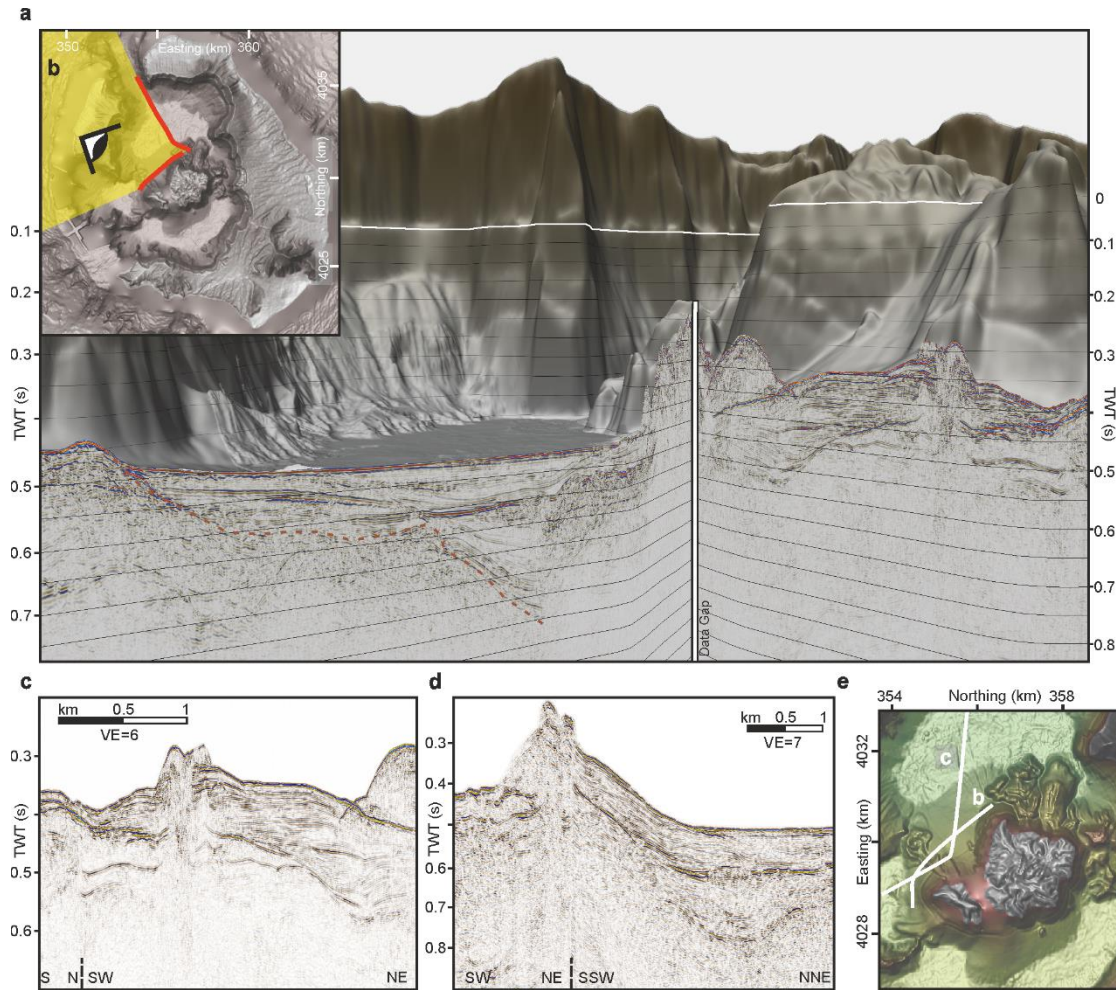 a
b
350
Easting (km)
360
4035
Northing (km)
4025
0.1
0.2
0.3
TWT (s)
0.5
0.6
0.7
0
0.1
0.2
0.3
TWT (s)
0.5
0.6
0.7
0.8
Data Gap
c
km 0.5 1
VE=6
0.3
TWT (s)
0.5
0.6
S N SW NE
d
km 0.5 1
VE=7
0.3
0.4
TWT (s)
0.6
0.7
0.8
SW NE SSW NNE
e
354 Northing (km) 358
4032
Easting (km)
4028
c
b